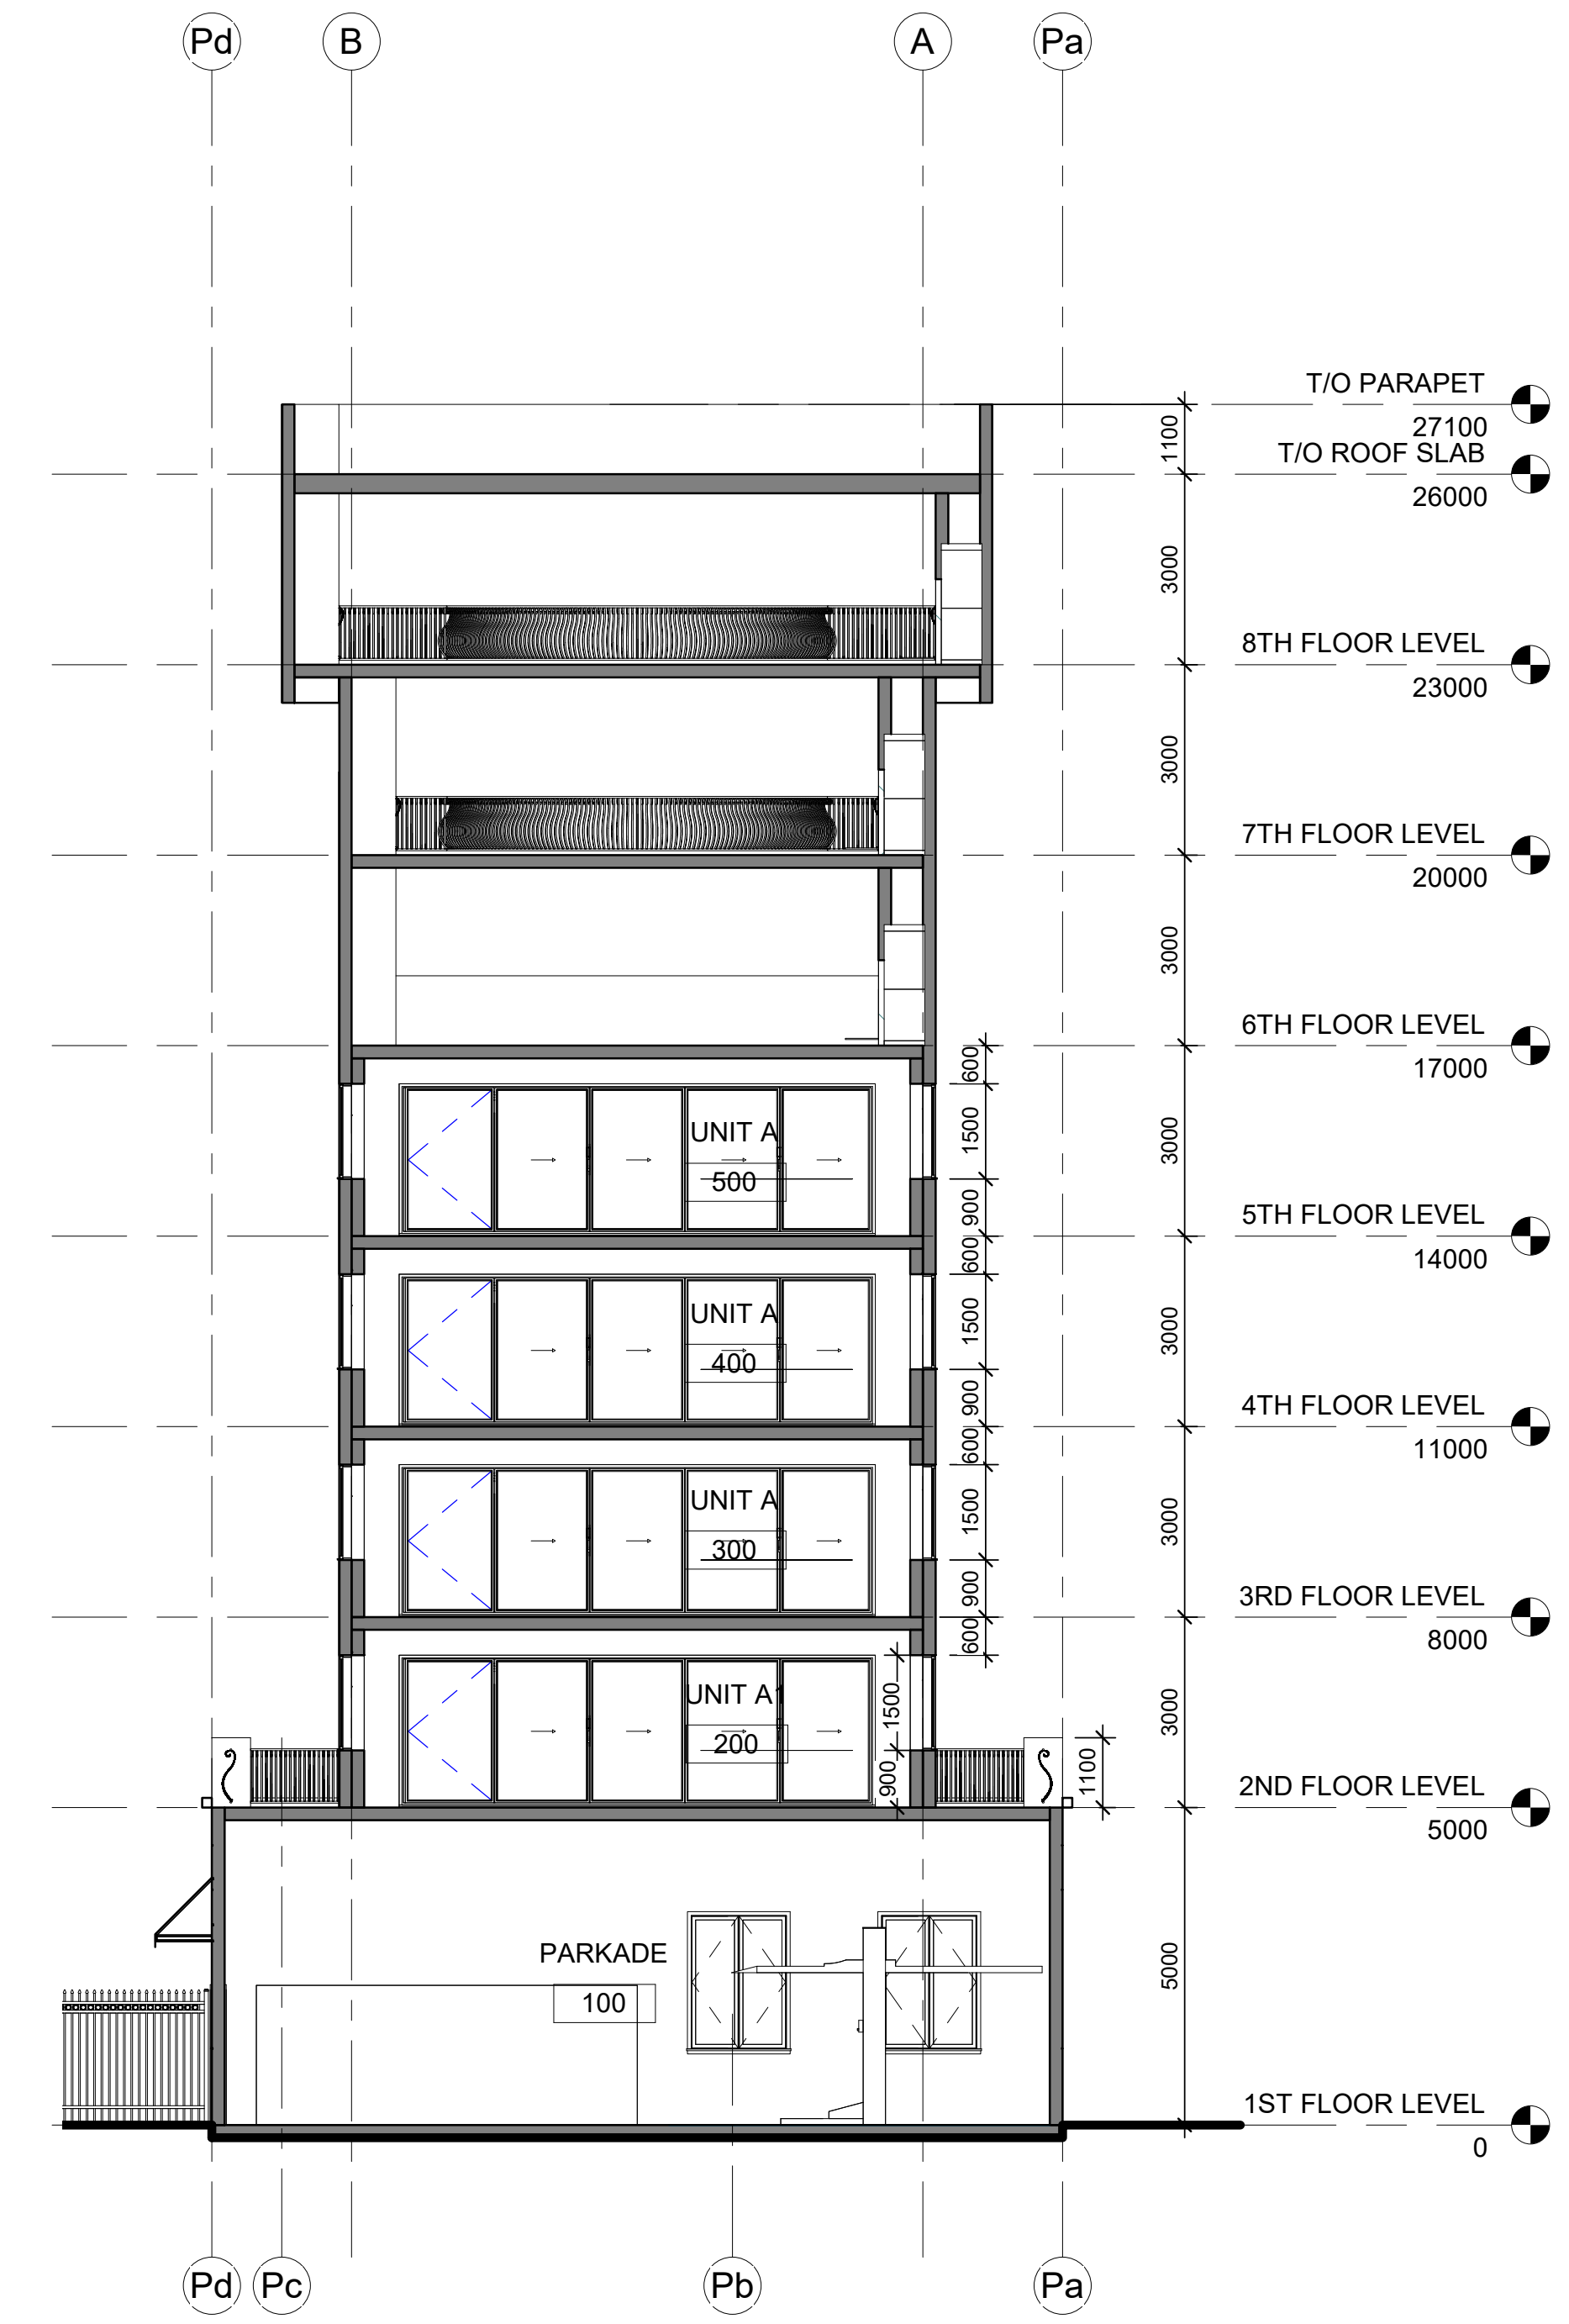 Pd
B
A
Pa
T/O PARAPET
27100
1100
T/O ROOF SLAB
26000
3000
8TH FLOOR LEVEL
23000
3000
7TH FLOOR LEVEL
20000
3000
6TH FLOOR LEVEL
17000
600
1500
3000
UNIT A
500
900
5TH FLOOR LEVEL
14000
600
1500
3000
UNIT A
400
900
4TH FLOOR LEVEL
11000
600
1500
3000
UNIT A
300
900
3RD FLOOR LEVEL
8000
600
1500
3000
UNIT A1
200
900
1100
2ND FLOOR LEVEL
5000
PARKADE
100
5000
1ST FLOOR LEVEL
0
Pd
Pc
Pb
Pa